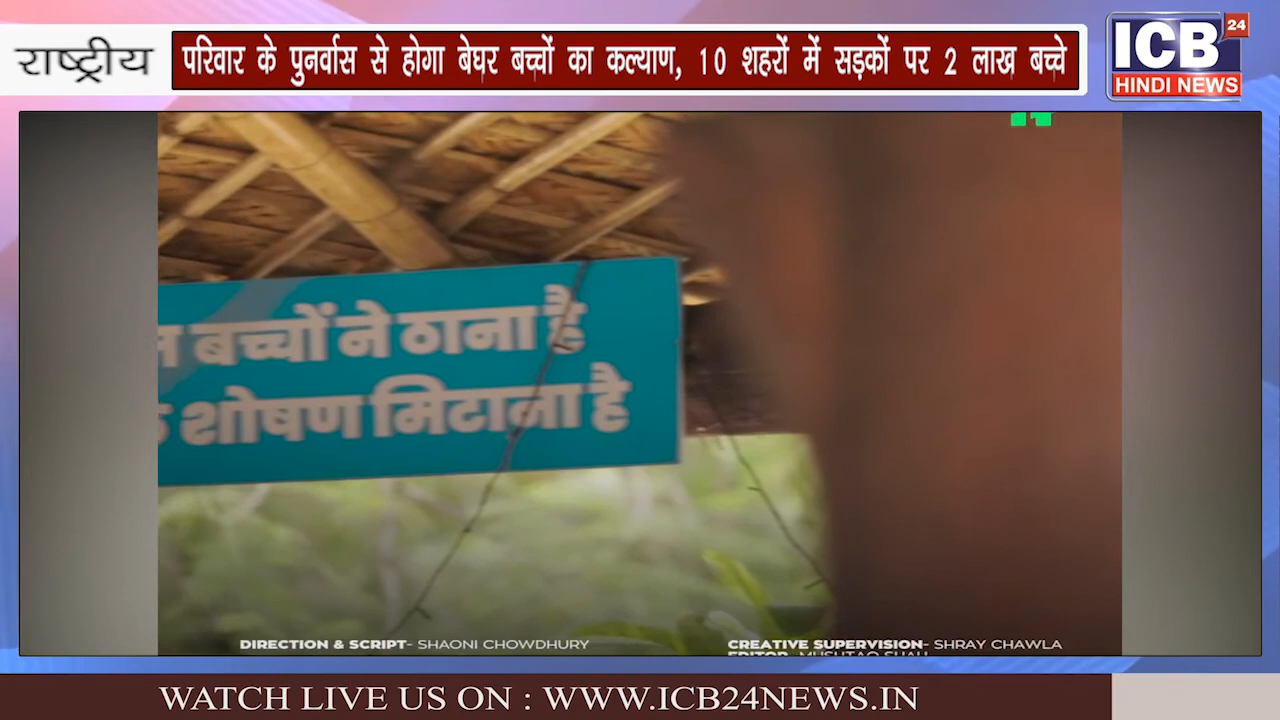 राष्ट्रीय
परिवार के पुनर्वास से होगा बेघर बच्चों का कल्याण, 10 शहरों में सड़कों पर 2 लाख बच्चे
ICB 24
HINDI NEWS
बच्चों ने ठाना है
शोषण मिटाना है
DIRECTION & SCRIPT- SHAONI CHOWDHURY
CREATIVE SUPERVISION- SHRAY CHAWLA
WATCH LIVE US ON : WWW.ICB24NEWS.IN